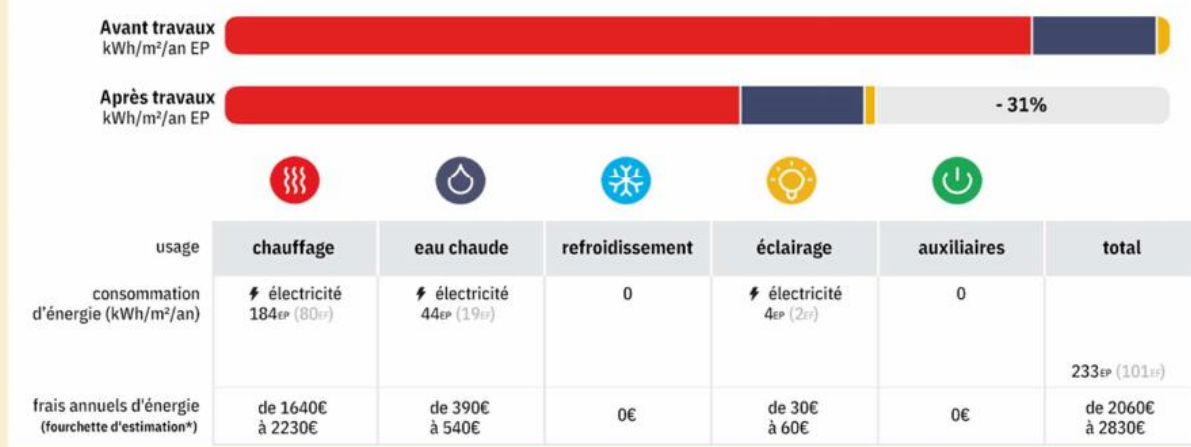 Avant travaux
kWh/m²/an EP
Après travaux
kWh/m²/an EP
- 31%
usage
chauffage
eau chaude
refroidissement
éclairage
auxiliaires
total
consommation
d'énergie (kWh/m²/an)
électricité
184EP (80EF)
électricité
44EP (19EF)
0
électricité
4EP (2EF)
0
233EP (101EF)
frais annuels d'énergie
(fourchette d'estimation*)
de 1640€
à 2230€
de 390€
à 540€
0€
de 30€
à 60€
0€
de 2060€
à 2830€